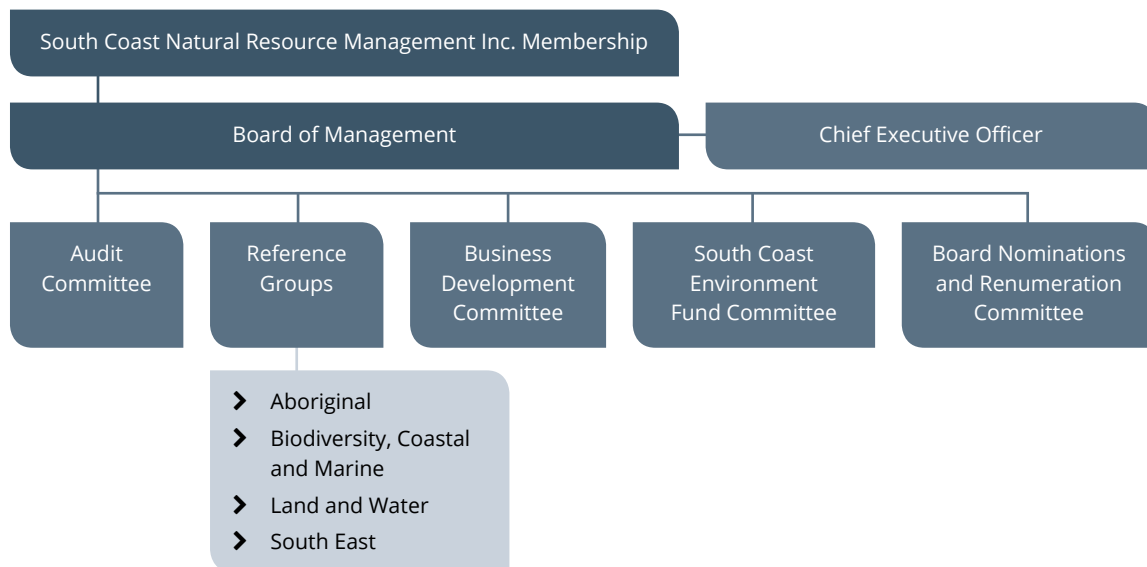 South Coast Natural Resource Management Inc. Membership
Board of Management
Chief Executive Officer
Audit
Committee
Reference
Groups
Business
Development
Committee
South Coast
Environment
Fund Committee
Board Nominations
and Renumeration
Committee
Aboriginal
Biodiversity, Coastal
and Marine
Land and Water
South East